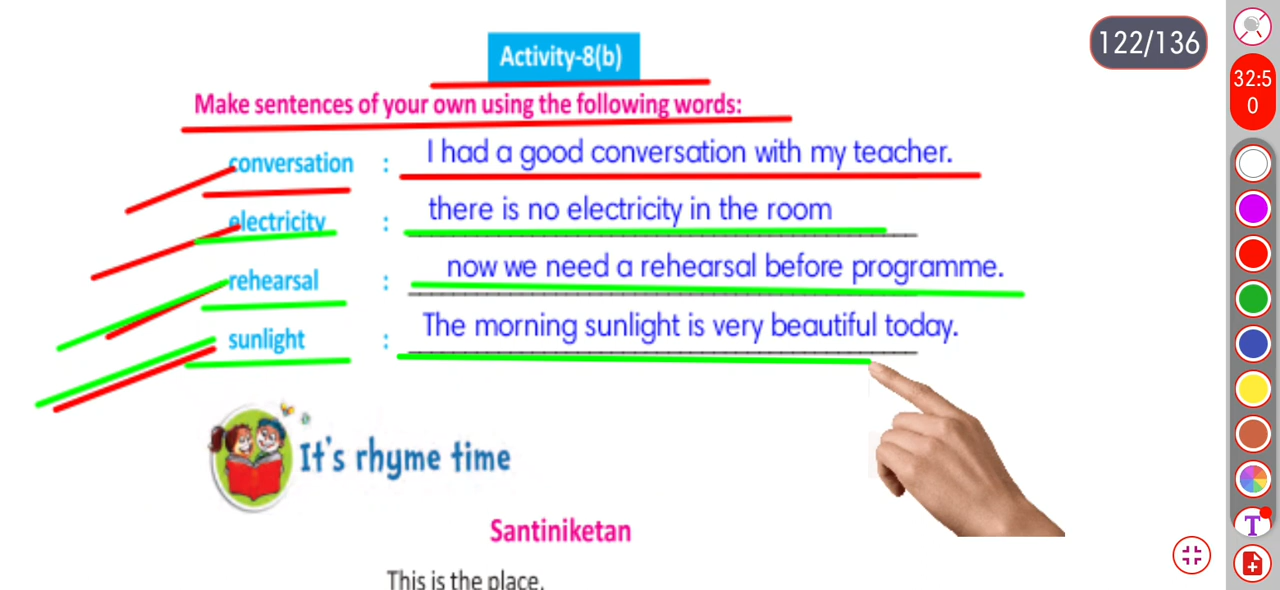 122/136
32:5
0
Activity-8(b)
Make sentences of your own using the following words:
conversation : I had a good conversation with my teacher.
electricity : there is no electricity in the room
rehearsal : now we need a rehearsal before programme.
sunlight : The morning sunlight is very beautiful today.
It's rhyme time
Santiniketan
This is the place,
T